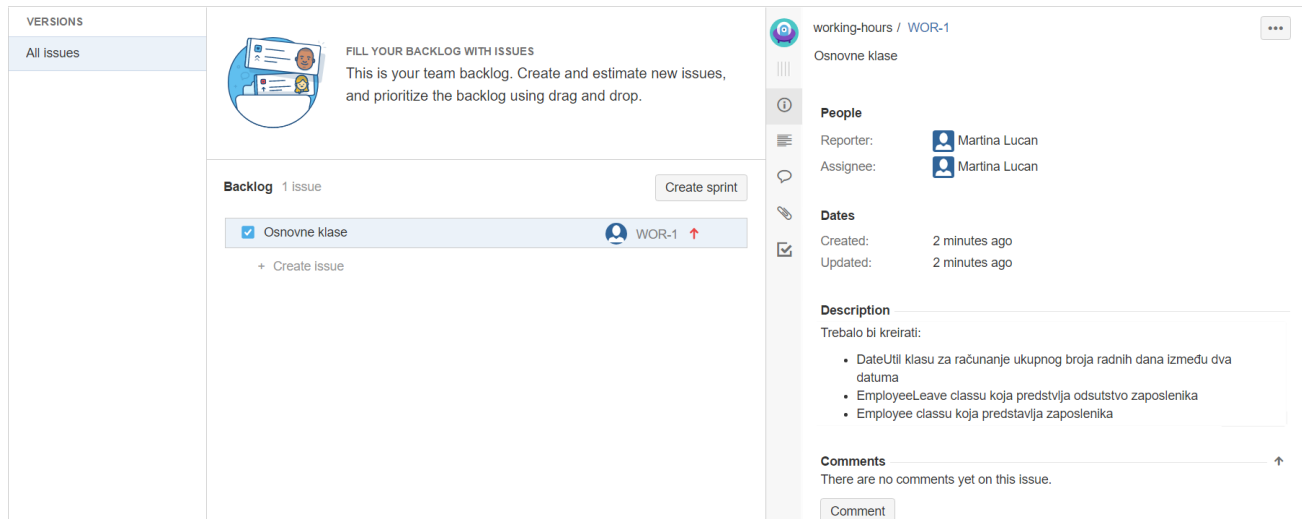 VERSIONS
All issues
FILL YOUR BACKLOG WITH ISSUES
This is your team backlog. Create and estimate new issues,
and prioritize the backlog using drag and drop.
Backlog 1 issue
Create sprint
Osnovne klase
WOR-1
+ Create issue
working-hours / WOR-1
Osnovne klase
People
Reporter: Martina Lucan
Assignee: Martina Lucan
Dates
Created: 2 minutes ago
Updated: 2 minutes ago
Description
Trebalo bi kreirati:
• DateUtil klasu za računanje ukupnog broja radnih dana između dva
datuma
• EmployeeLeave classu koja predstvlja odsutstvo zaposlenika
• Employee classu koja predstavlja zaposlenika
Comments
There are no comments yet on this issue.
Comment